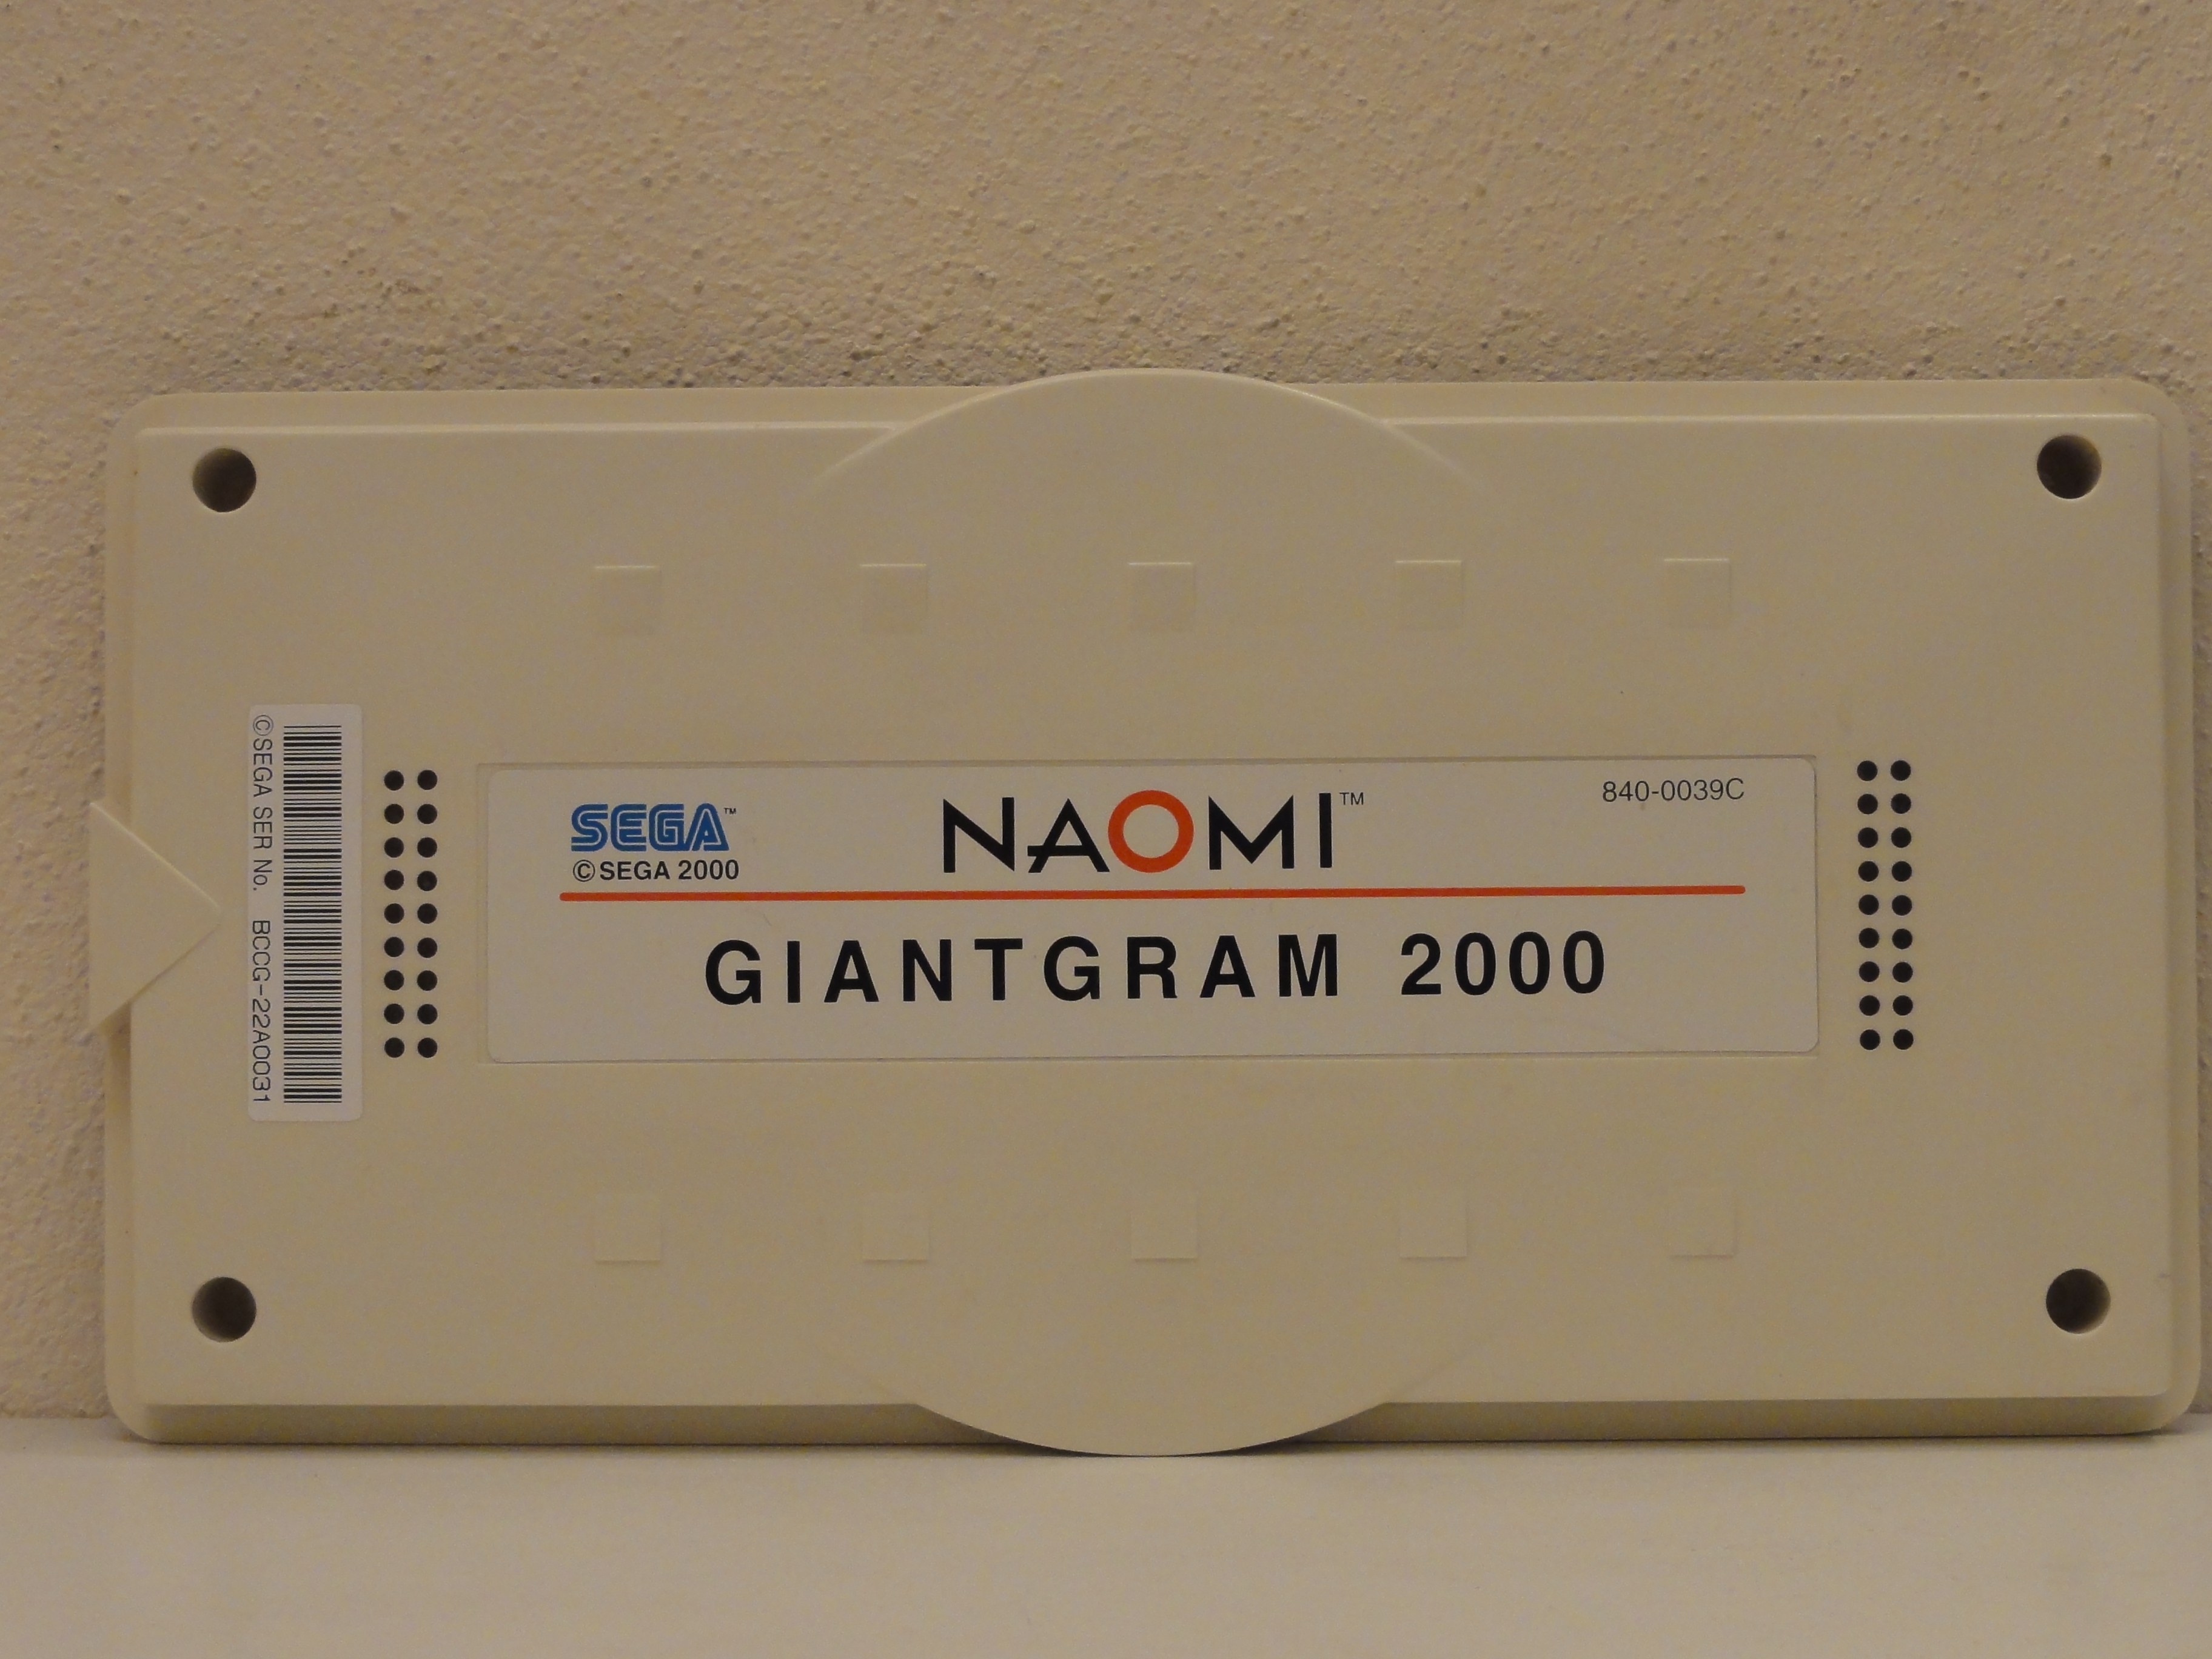 ©SEGA SER No. BCCG-22A0031
SEGA™
©SEGA 2000
NAOMI™
840-0039C
GIANTGRAM 2000